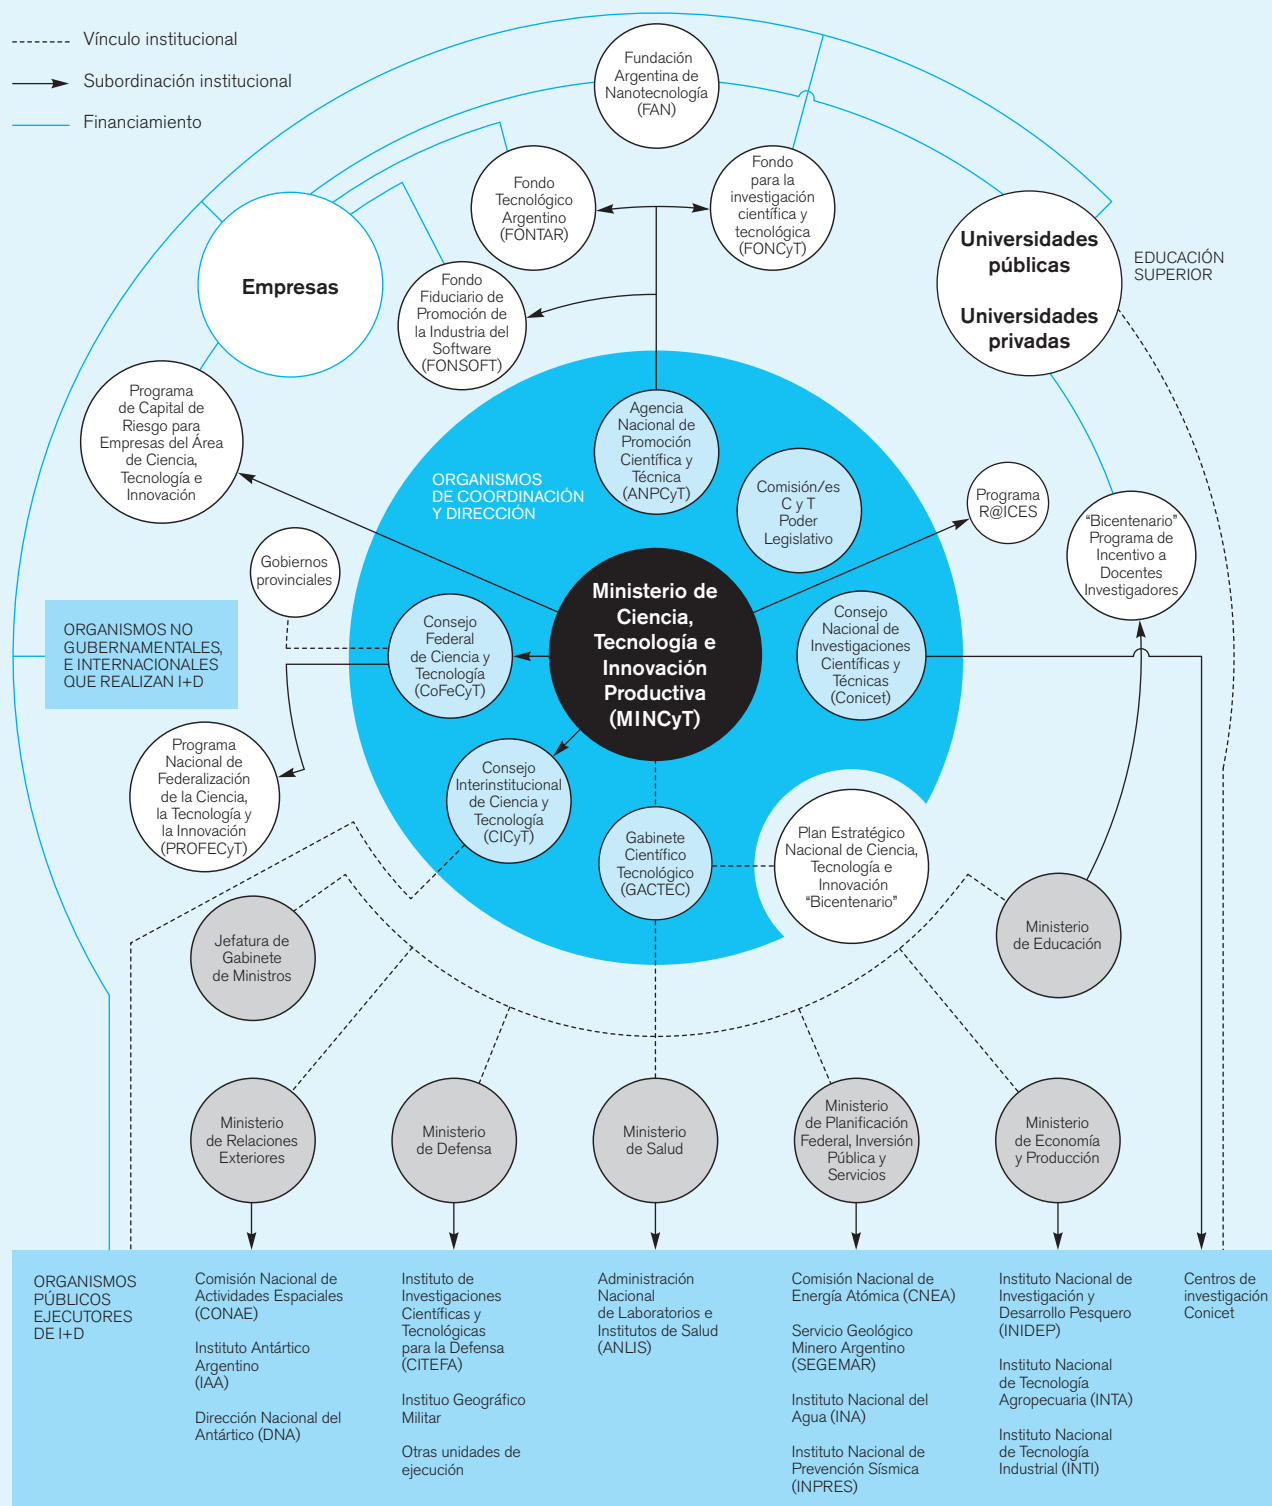 Vínculo institucional
Subordinación institucional
Financiamiento
Fundación
Argentina de
Nanotecnología
(FAN)
Fondo
Tecnológico
Argentino
(FONTAR)
Fondo
para la
investigación
científica y
tecnológica
(FONCyT)
Universidades
públicas
Universidades
privadas
EDUCACIÓN
SUPERIOR
Empresas
Fondo
Fiduciario de
Promoción de
la Industria del
Software
(FONSOFT)
Programa
de Capital de
Riesgo para
Empresas del Área
de Ciencia,
Tecnología e
Innovación
ORGANISMOS
DE COORDINACIÓN
Y DIRECCIÓN
Agencia
Nacional de
Promoción
Científica y
Técnica
(ANPCyT)
Comisión/es
C y T
Poder
Legislativo
Programa
R@ICES
“Bicentenario”
Programa de
Incentivo a
Docentes
Investigadores
Gobiernos
provinciales
ORGANISMOS NO
GUBERNAMENTALES,
E INTERNACIONALES
QUE REALIZAN I+D
Consejo
Federal
de Ciencia y
Tecnología
(CoFeCyT)
Ministerio de
Ciencia,
Tecnología e
Innovación
Productiva
(MINCyT)
Consejo
Nacional de
Investigaciones
Científicas y
Técnicas
(Conicet)
Programa
Nacional de
Federalización
de la Ciencia,
la Tecnología y
la Innovación
(PROFECyT)
Consejo
Interinstitucional
de Ciencia y
Tecnología
(CICyT)
Gabinete
Científico
Tecnológico
(GACTEC)
Plan Estratégico
Nacional de Ciencia,
Tecnología e
Innovación
“Bicentenario”
Jefatura de
Gabinete
de Ministros
Ministerio
de Educación
Ministerio
de Relaciones
Exteriores
Ministerio
de Defensa
Ministerio
de Salud
Ministerio
de Planificación
Federal, Inversión
Pública y
Servicios
Ministerio
de Economía
y Producción
ORGANISMOS
PÚBLICOS
EJECUTORES
DE I+D
Comisión Nacional de
Actividades Espaciales
(CONAE)
Instituto Antártico
Argentino
(IAA)
Dirección Nacional del
Antártico (DNA)
Instituto de
Investigaciones
Científicas y
Tecnológicas
para la Defensa
(CITEFA)
Instituo Geográfico
Militar
Otras unidades de
ejecución
Administración
Nacional
de Laboratorios e
Institutos de Salud
(ANLIS)
Comisión Nacional de
Energía Atómica (CNEA)
Servicio Geológico
Minero Argentino
(SEGEMAR)
Instituto Nacional del
Agua (INA)
Instituto Nacional de
Prevención Sísmica
(INPRES)
Instituto Nacional de
Investigación y
Desarrollo Pesquero
(INIDEP)
Instituto Nacional
de Tecnología
Agropecuaria (INTA)
Instituto Nacional
de Tecnología
Industrial (INTI)
Centros de
investigación
Conicet